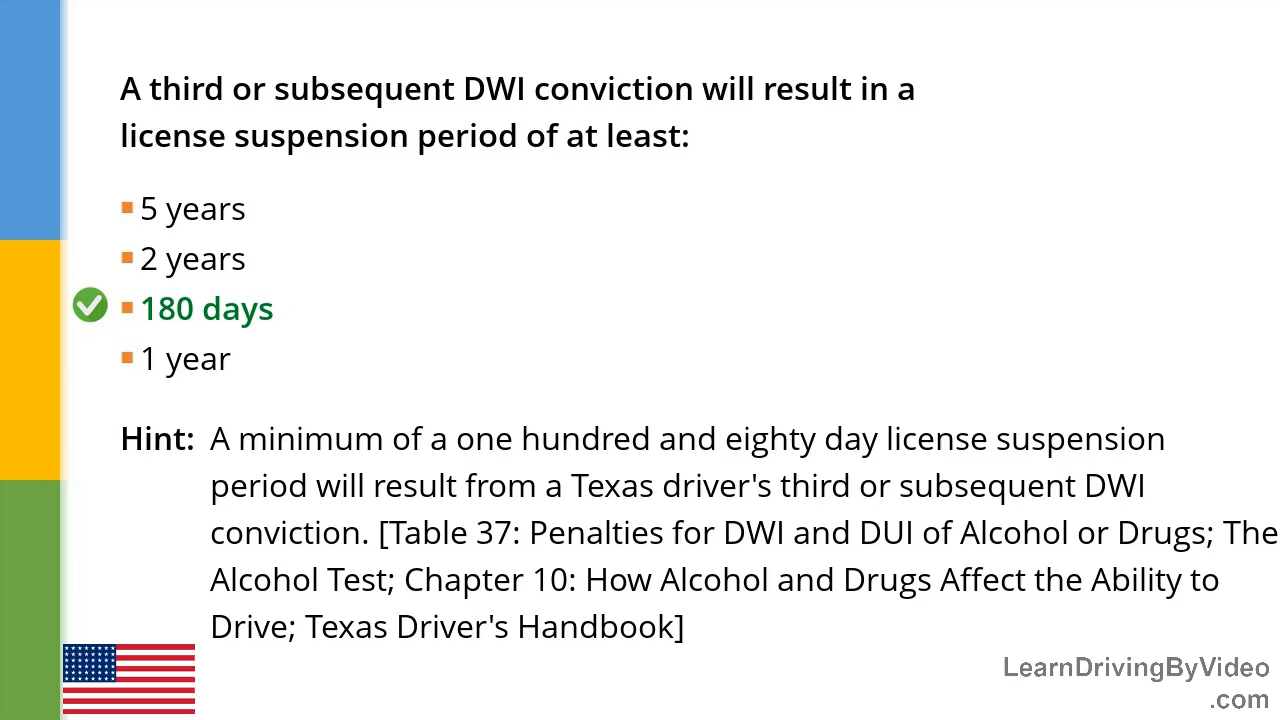 A third or subsequent DWI conviction will result in a
license suspension period of at least:
5 years
2 years
180 days
1 year
Hint: A minimum of a one hundred and eighty day license suspension
period will result from a Texas driver's third or subsequent DWI
conviction. [Table 37: Penalties for DWI and DUI of Alcohol or Drugs; The
Alcohol Test; Chapter 10: How Alcohol and Drugs Affect the Ability to
Drive; Texas Driver's Handbook]
LearnDrivingByVideo
.com